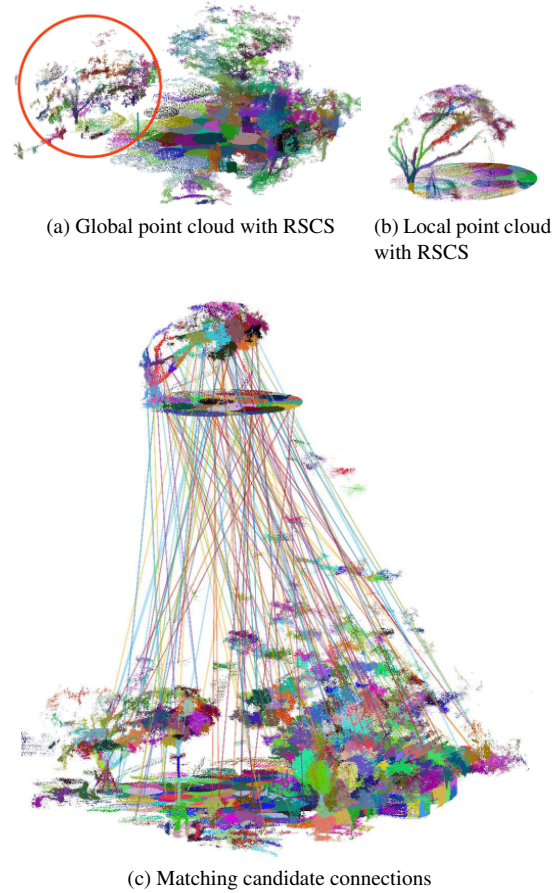 (a) Global point cloud with RSCS
(b) Local point cloud
with RSCS
(c) Matching candidate connections